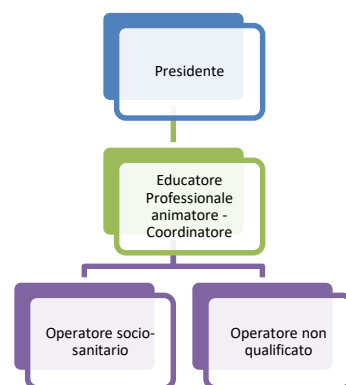 Presidente
Educatore
Professionale
animatore -
Coordinatore
Operatore socio-
sanitario
Operatore non
qualificato